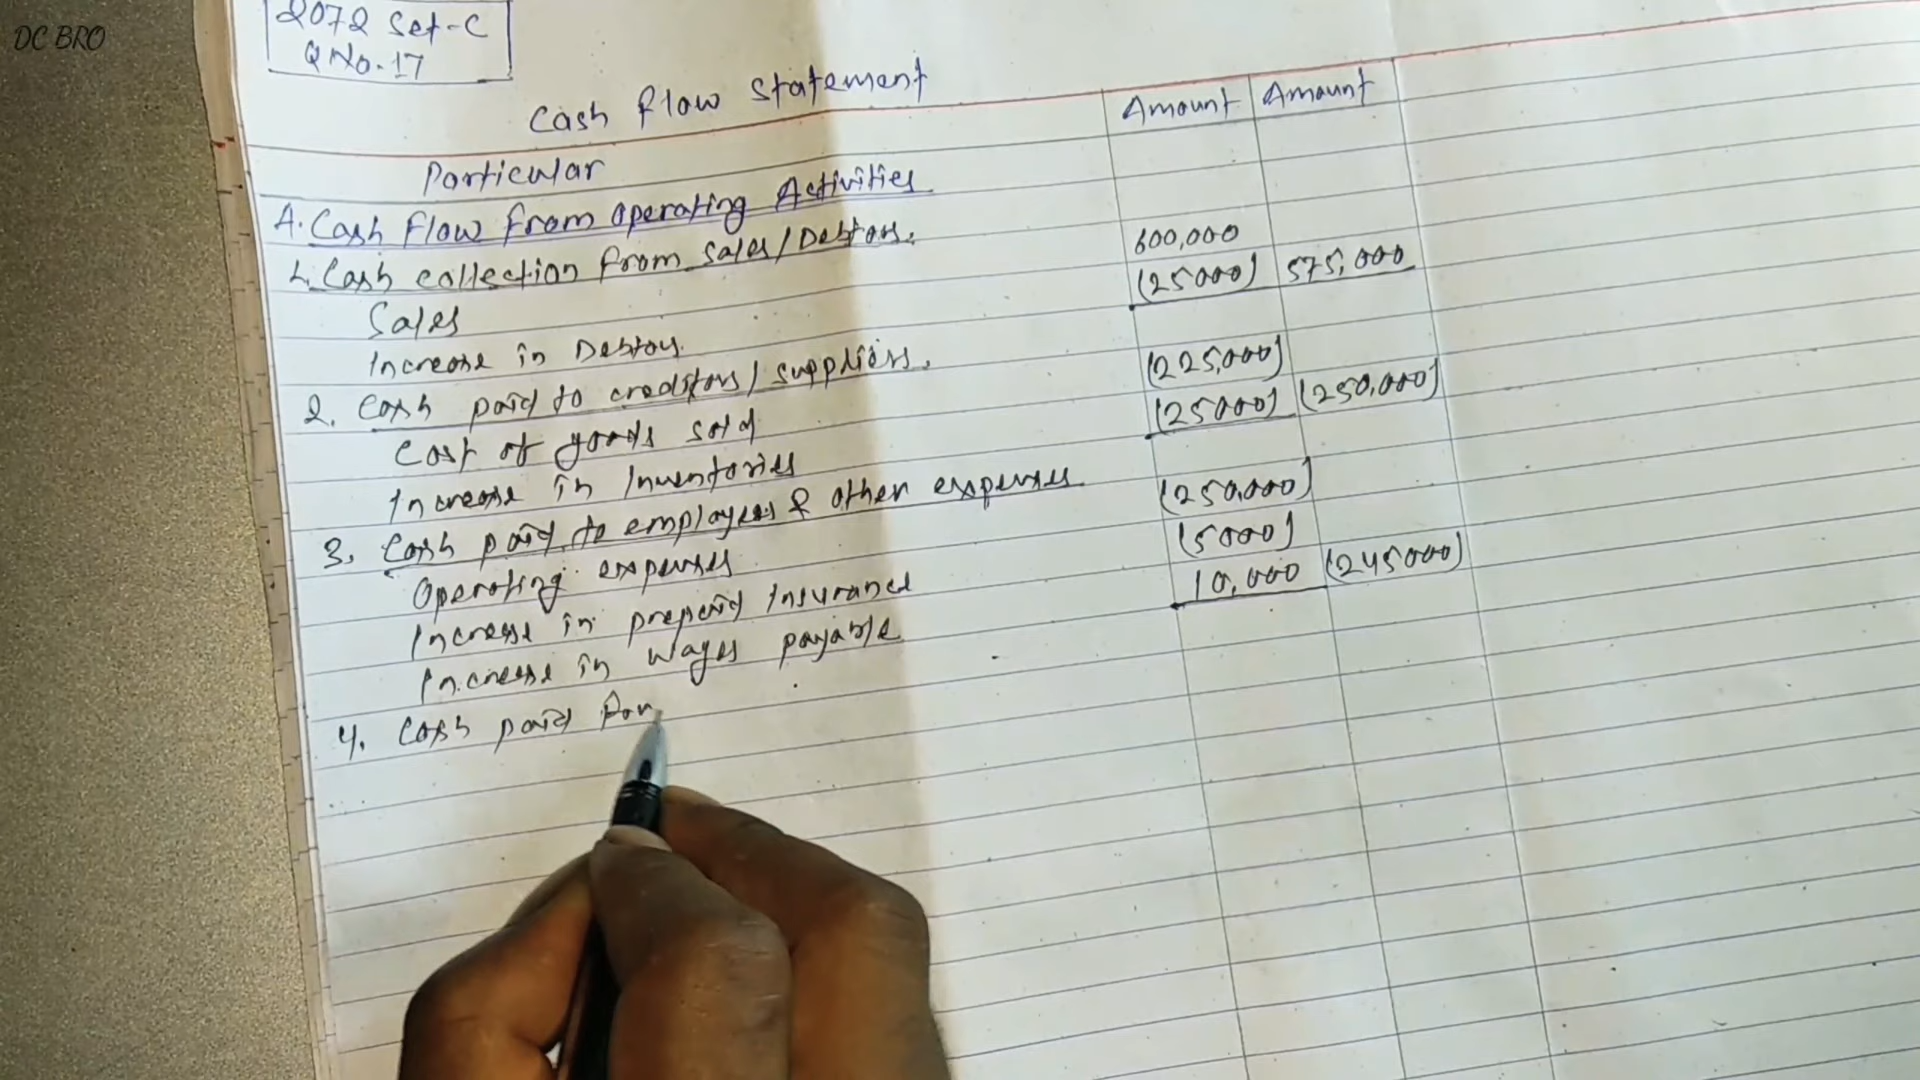 DC BRO
2072 Set-C
Q No. 17
Cash flow statement
Particular Amount Amount
A. Cash flow from operating Activities
1. Cash collection from sales/Debtors.
Sales 600,000
Increase in Debtors. (25000) 575,000
2. Cash paid to creditors/suppliers.
Cost of goods sold (225,000)
Increase in Inventories (25000) (250,000)
3. Cash paid to employees & other expenses
Operating expenses (250,000)
Increase in prepaid Insurance (5000)
Increase in wages payable 10,000 (245000)
4. Cash paid For